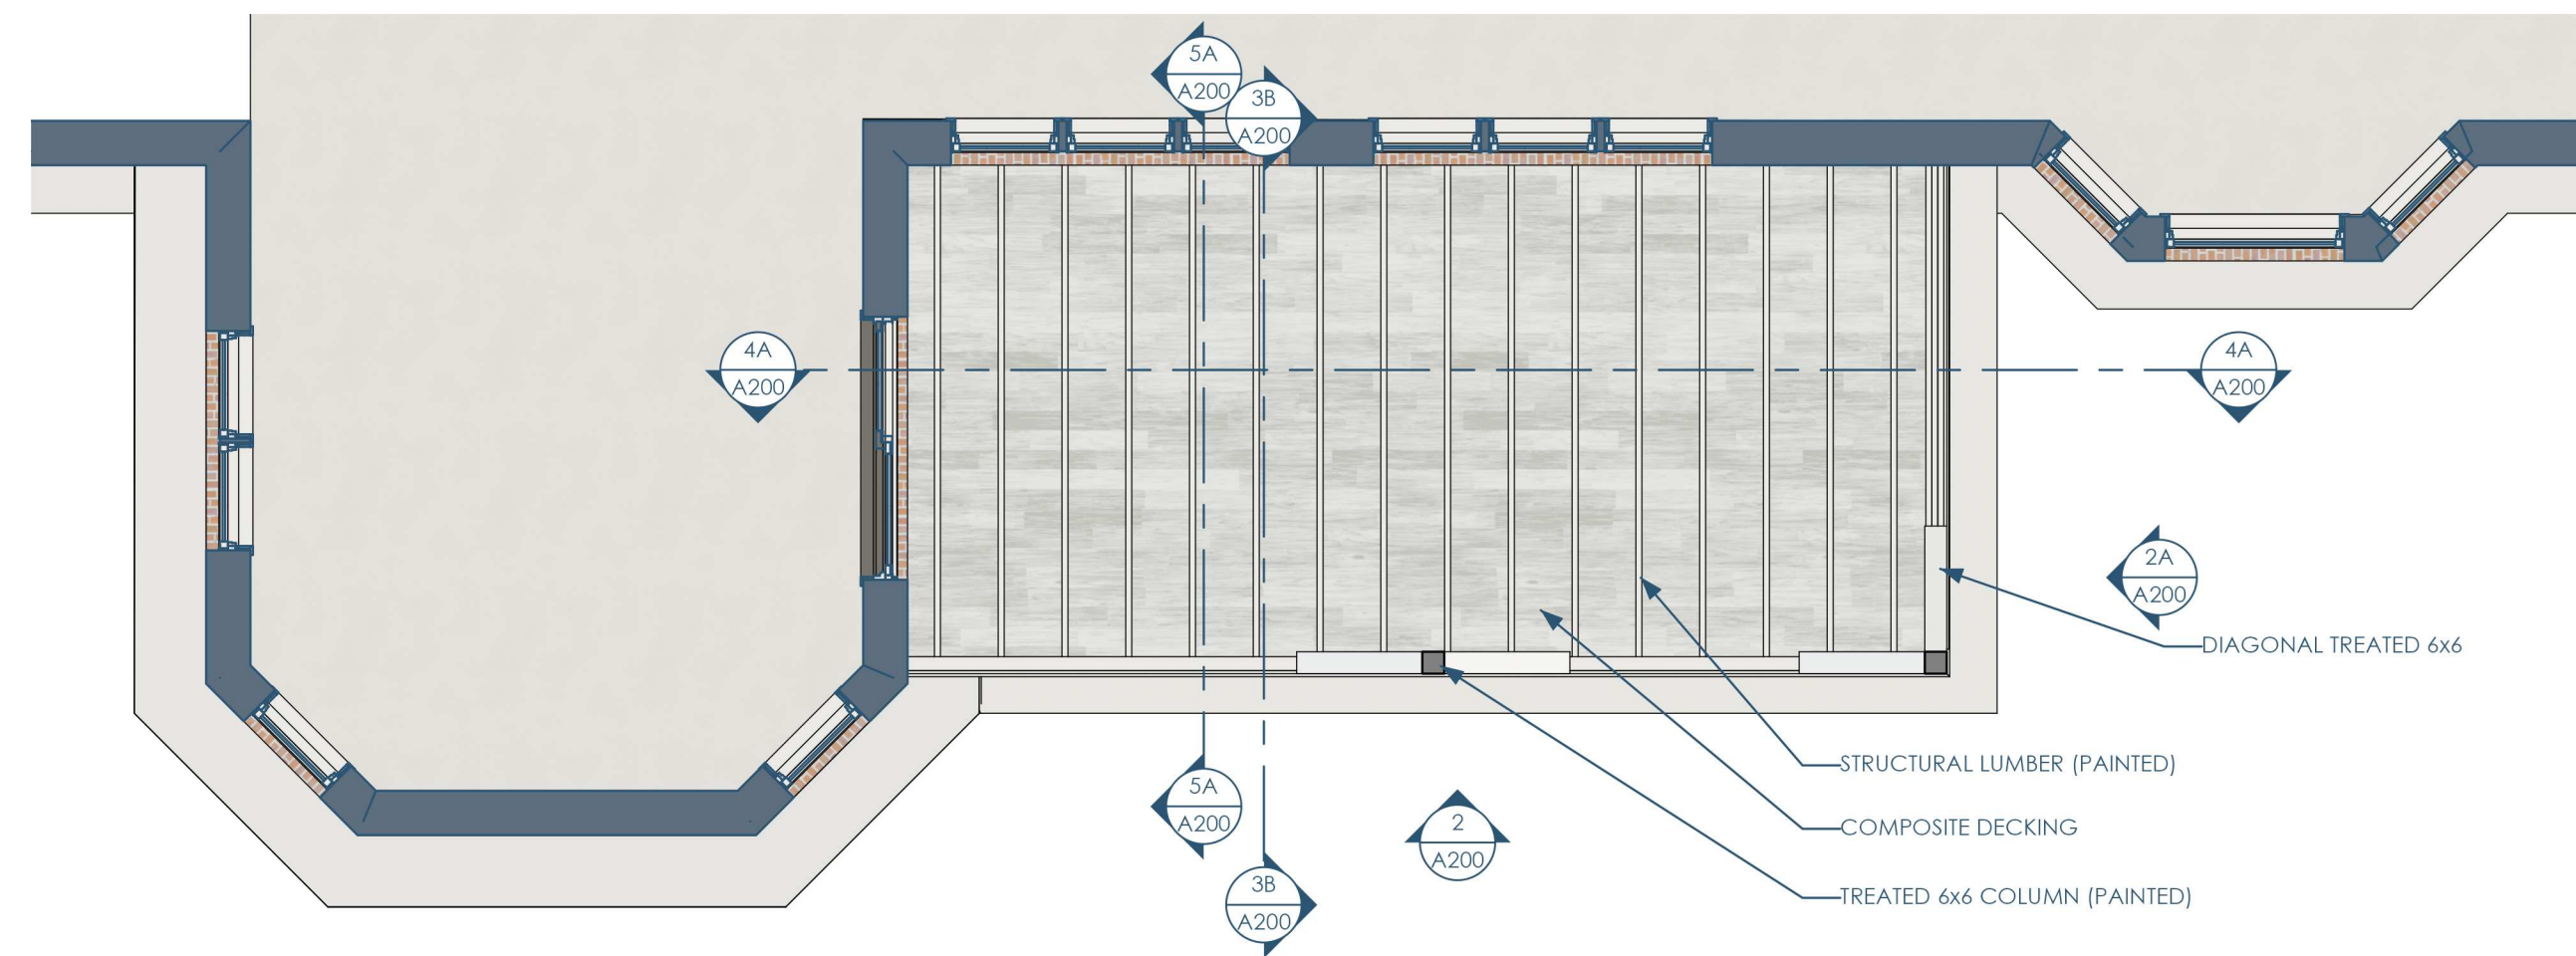 5A
A200
3B
A200
4A
A200
4A
A200
2A
A200
DIAGONAL TREATED 6x6
STRUCTURAL LUMBER (PAINTED)
5A
A200
COMPOSITE DECKING
2
A200
3B
A200
TREATED 6x6 COLUMN (PAINTED)